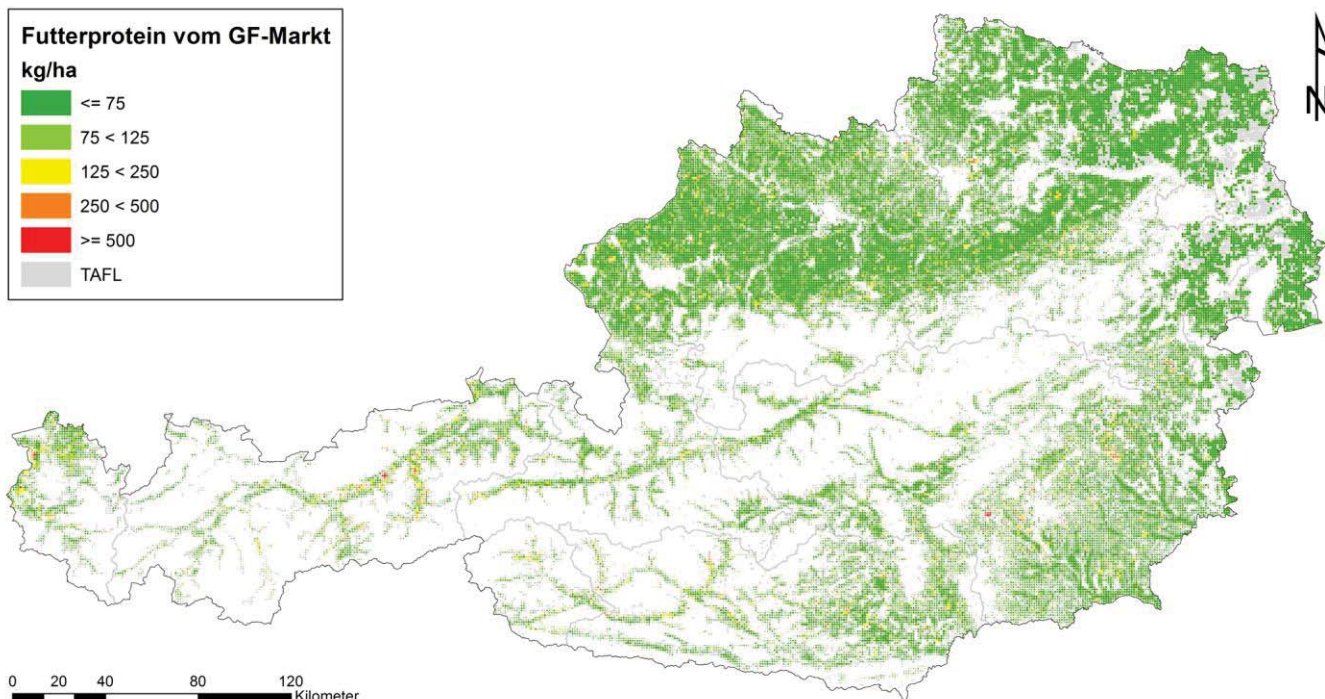 Futterprotein vom GF-Markt
kg/ha
<= 75
75 < 125
125 < 250
250 < 500
>= 500
TAFL
N
0 20 40 80 120
Kilometer